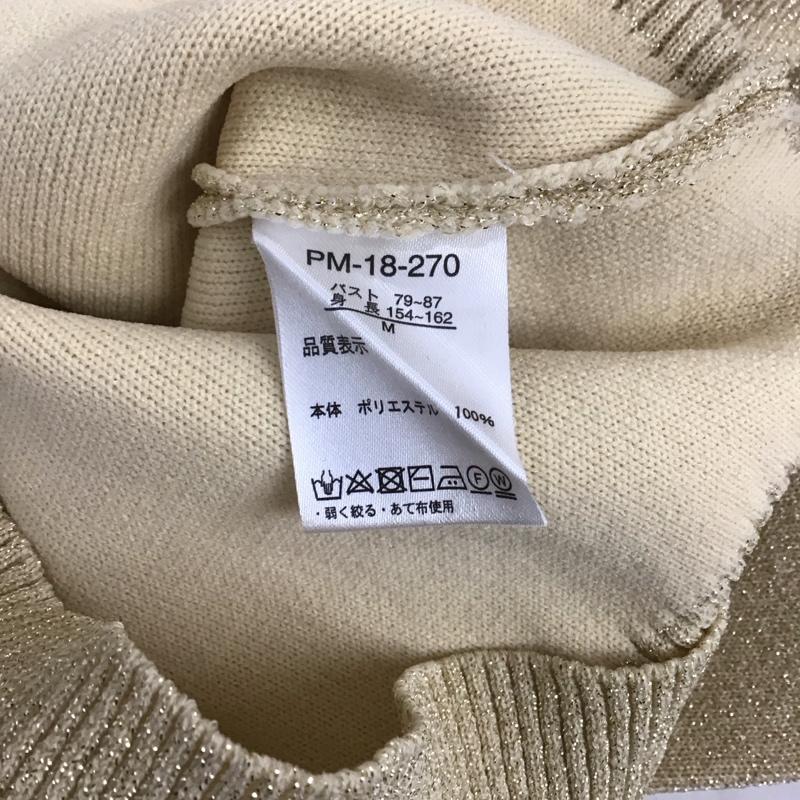 PM-18-270
バスト 79~87
身 長 154~162
M
品質表示
本体 ポリエステル 100%
F W
・弱く絞る・あて布使用